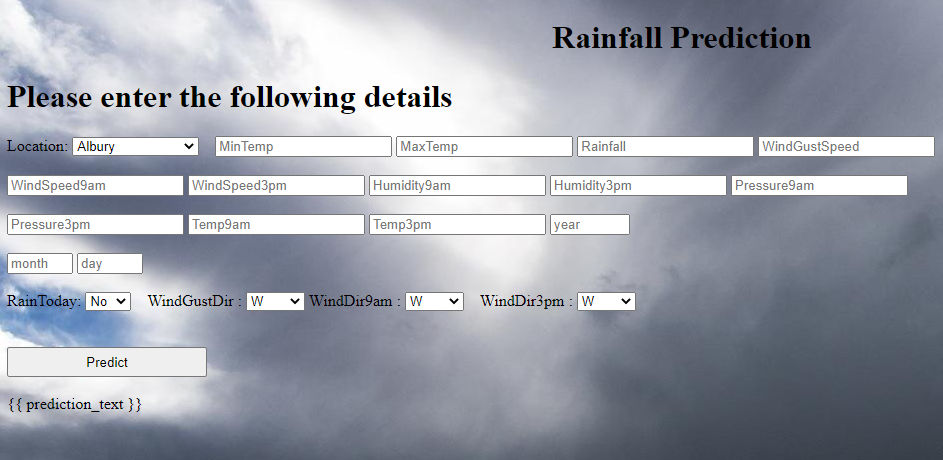 Rainfall Prediction
Please enter the following details
Location: Albury MinTemp MaxTemp Rainfall WindGustSpeed
WindSpeed9am WindSpeed3pm Humidity9am Humidity3pm Pressure9am
Pressure3pm Temp9am Temp3pm year
month day
RainToday: No WindGustDir : W WindDir9am : W WindDir3pm : W
Predict
{{ prediction_text }}